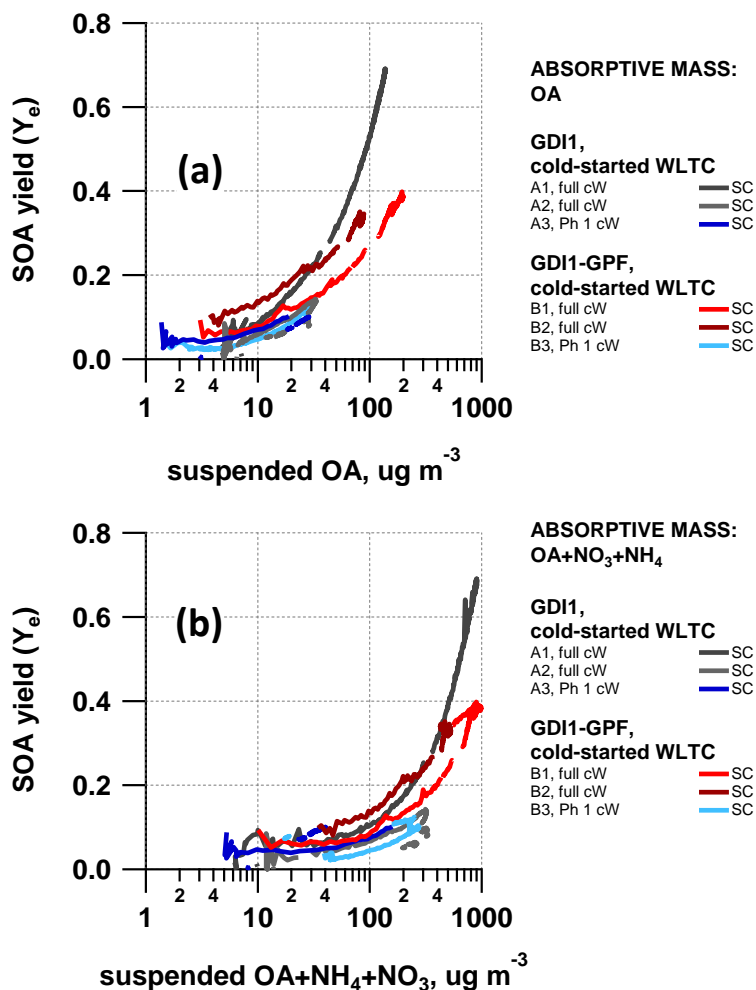 0.8
0.6
0.4
0.2
0.0
SOA yield (Yₑ)
(a)
1
2
4
10
2
4
100
2
4
1000
suspended OA, ug m⁻³
ABSORPTIVE MASS:
OA
GDI1,
cold-started WLTC
A1, full cW SC
A2, full cW SC
A3, Ph 1 cW SC
GDI1-GPF,
cold-started WLTC
B1, full cW SC
B2, full cW SC
B3, Ph 1 cW SC
0.8
0.6
0.4
0.2
0.0
SOA yield (Yₑ)
(b)
1
2
4
10
2
4
100
2
4
1000
suspended OA+NH₄+NO₃, ug m⁻³
ABSORPTIVE MASS:
OA+NO₃+NH₄
GDI1,
cold-started WLTC
A1, full cW SC
A2, full cW SC
A3, Ph 1 cW SC
GDI1-GPF,
cold-started WLTC
B1, full cW SC
B2, full cW SC
B3, Ph 1 cW SC